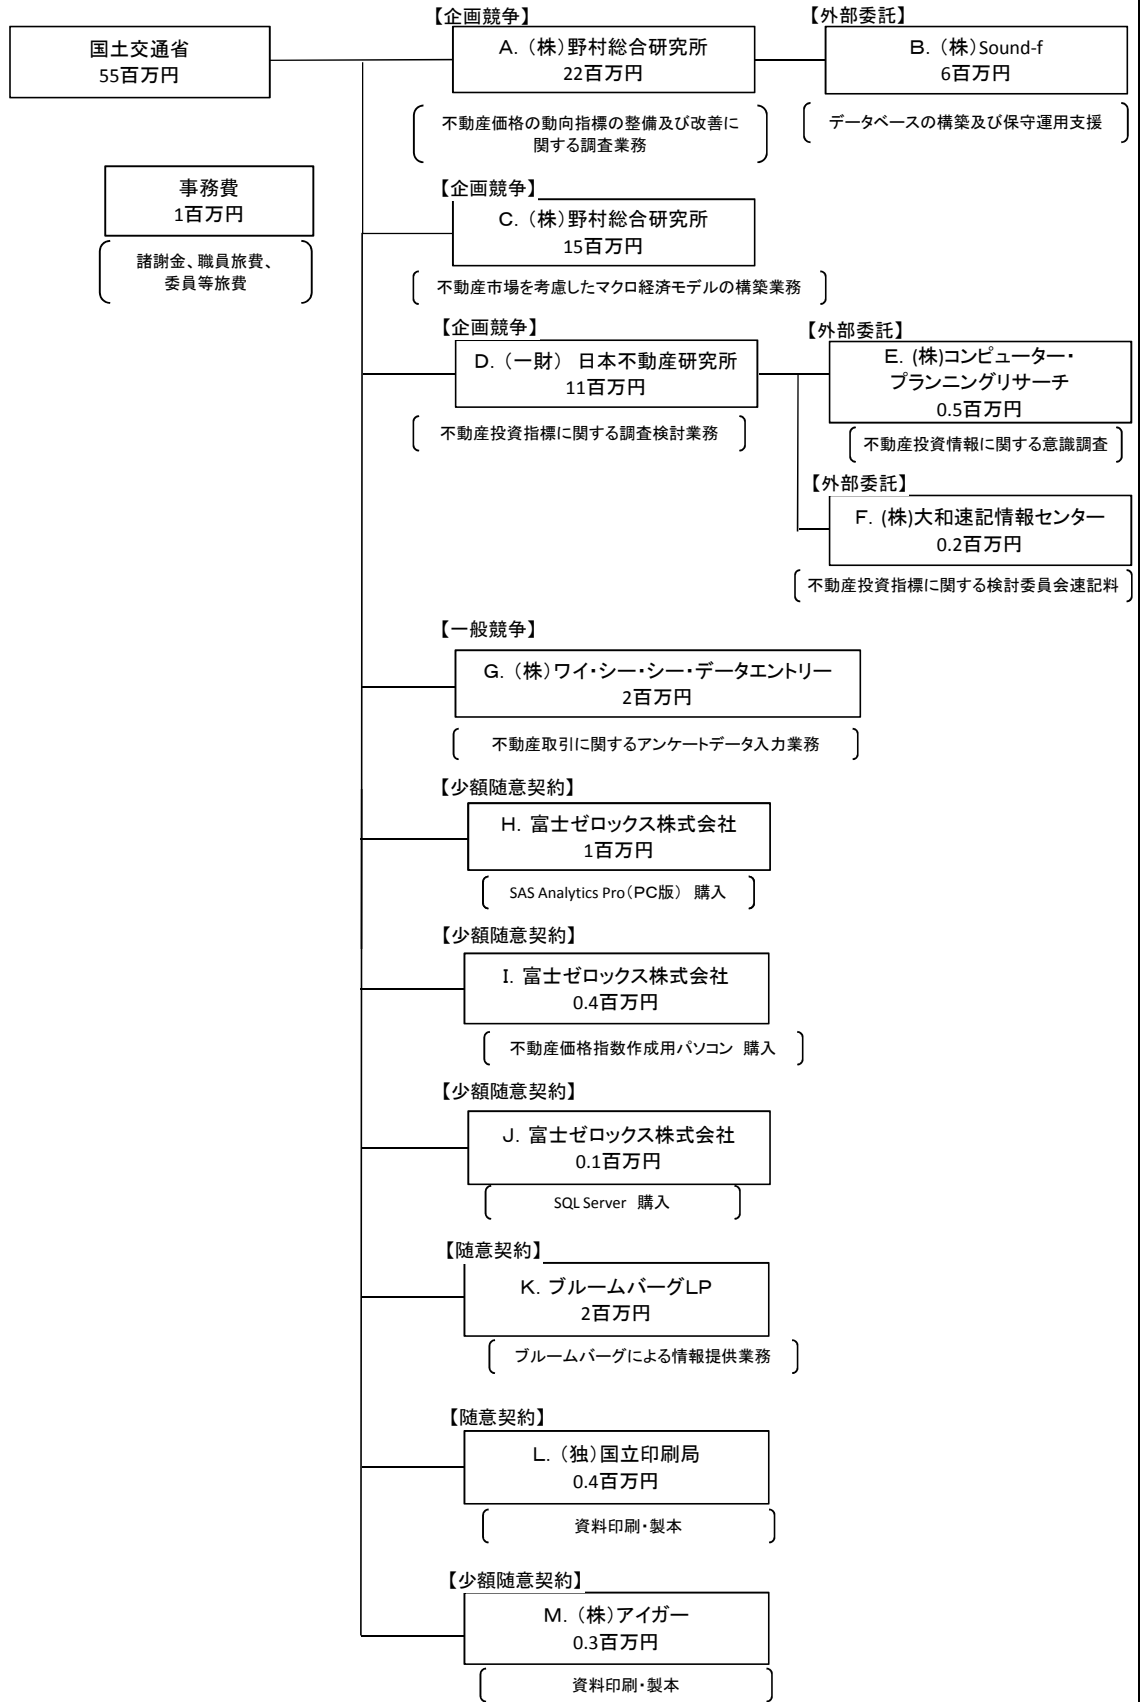 国土交通省
55百万円
事務費
1百万円
諸謝金、職員旅費、
委員等旅費
【企画競争】
A. （株）野村総合研究所
22百万円
不動産価格の動向指標の整備及び改善に
関する調査業務
【外部委託】
B. （株）Sound-f
6百万円
データベースの構築及び保守運用支援
【企画競争】
C. （株）野村総合研究所
15百万円
不動産市場を考慮したマクロ経済モデルの構築業務
【企画競争】
D. （一財） 日本不動産研究所
11百万円
不動産投資指標に関する調査検討業務
【外部委託】
E. (株)コンピューター・
プランニングリサーチ
0.5百万円
不動産投資情報に関する意識調査
【外部委託】
F. (株)大和速記情報センター
0.2百万円
不動産投資指標に関する検討委員会速記料
【一般競争】
G. （株）ワイ・シー・シー・データエントリー
2百万円
不動産取引に関するアンケートデータ入力業務
【少額随意契約】
H. 富士ゼロックス株式会社
1百万円
SAS Analytics Pro（PC版） 購入
【少額随意契約】
I. 富士ゼロックス株式会社
0.4百万円
不動産価格指数作成用パソコン 購入
【少額随意契約】
J. 富士ゼロックス株式会社
0.1百万円
SQL Server 購入
【随意契約】
K. ブルームバーグLP
2百万円
ブルームバーグによる情報提供業務
【随意契約】
L. （独）国立印刷局
0.4百万円
資料印刷・製本
【少額随意契約】
M. （株）アイガー
0.3百万円
資料印刷・製本